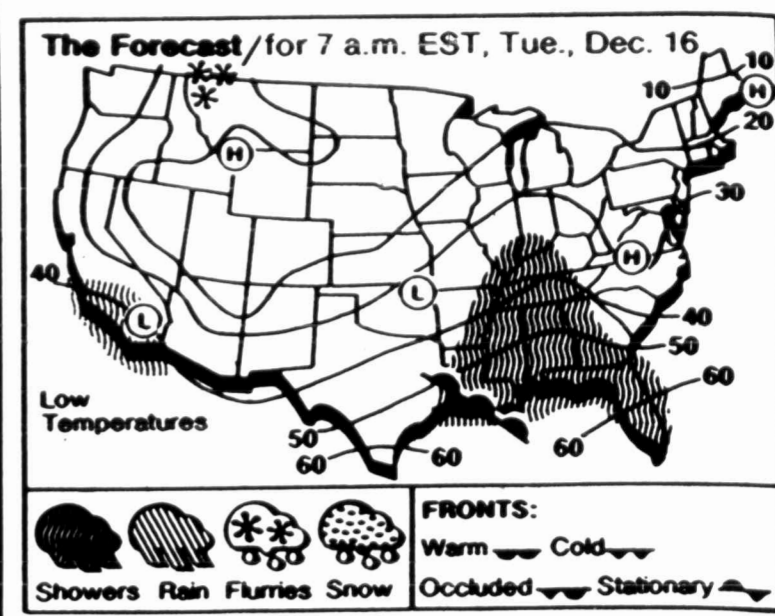 The Forecast/for 7 a.m. EST, Tue., Dec. 16
10
10
H
20
H
30
H
40
L
L
40
50
60
Low
Temperatures
50
60
60
60
FRONTS:
Warm Cold
Showers Rain Flurries Snow
Occluded Stationary